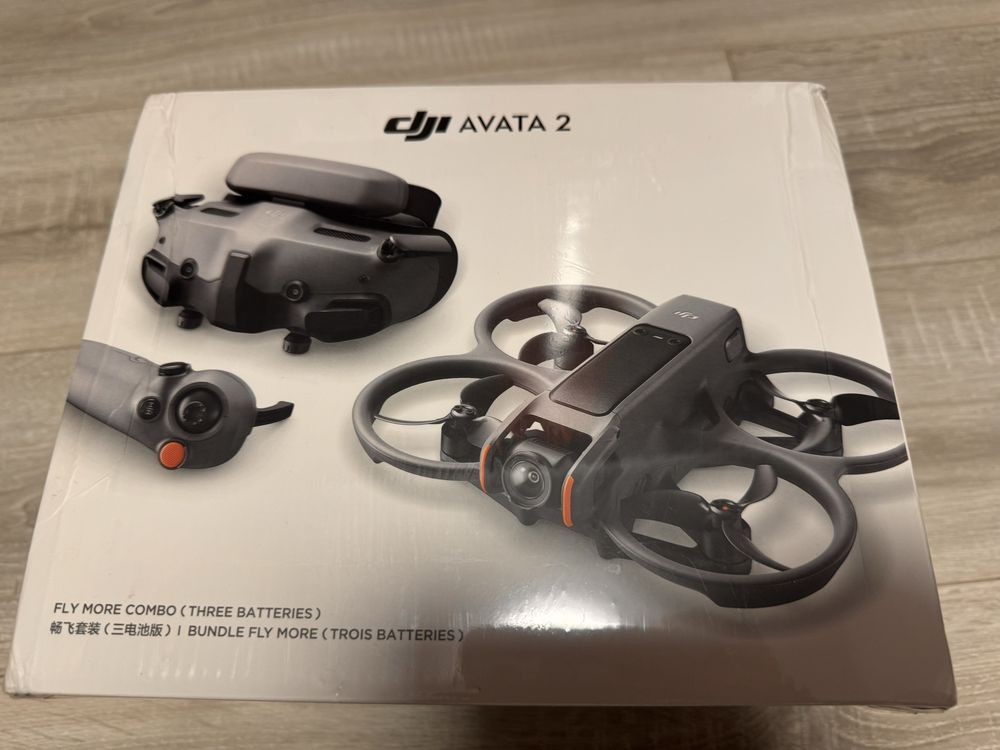 dji AVATA 2
dji
FLY MORE COMBO (THREE BATTERIES)
畅飞套装(三电池版) | BUNDLE FLY MORE (TROIS BATTERIES)